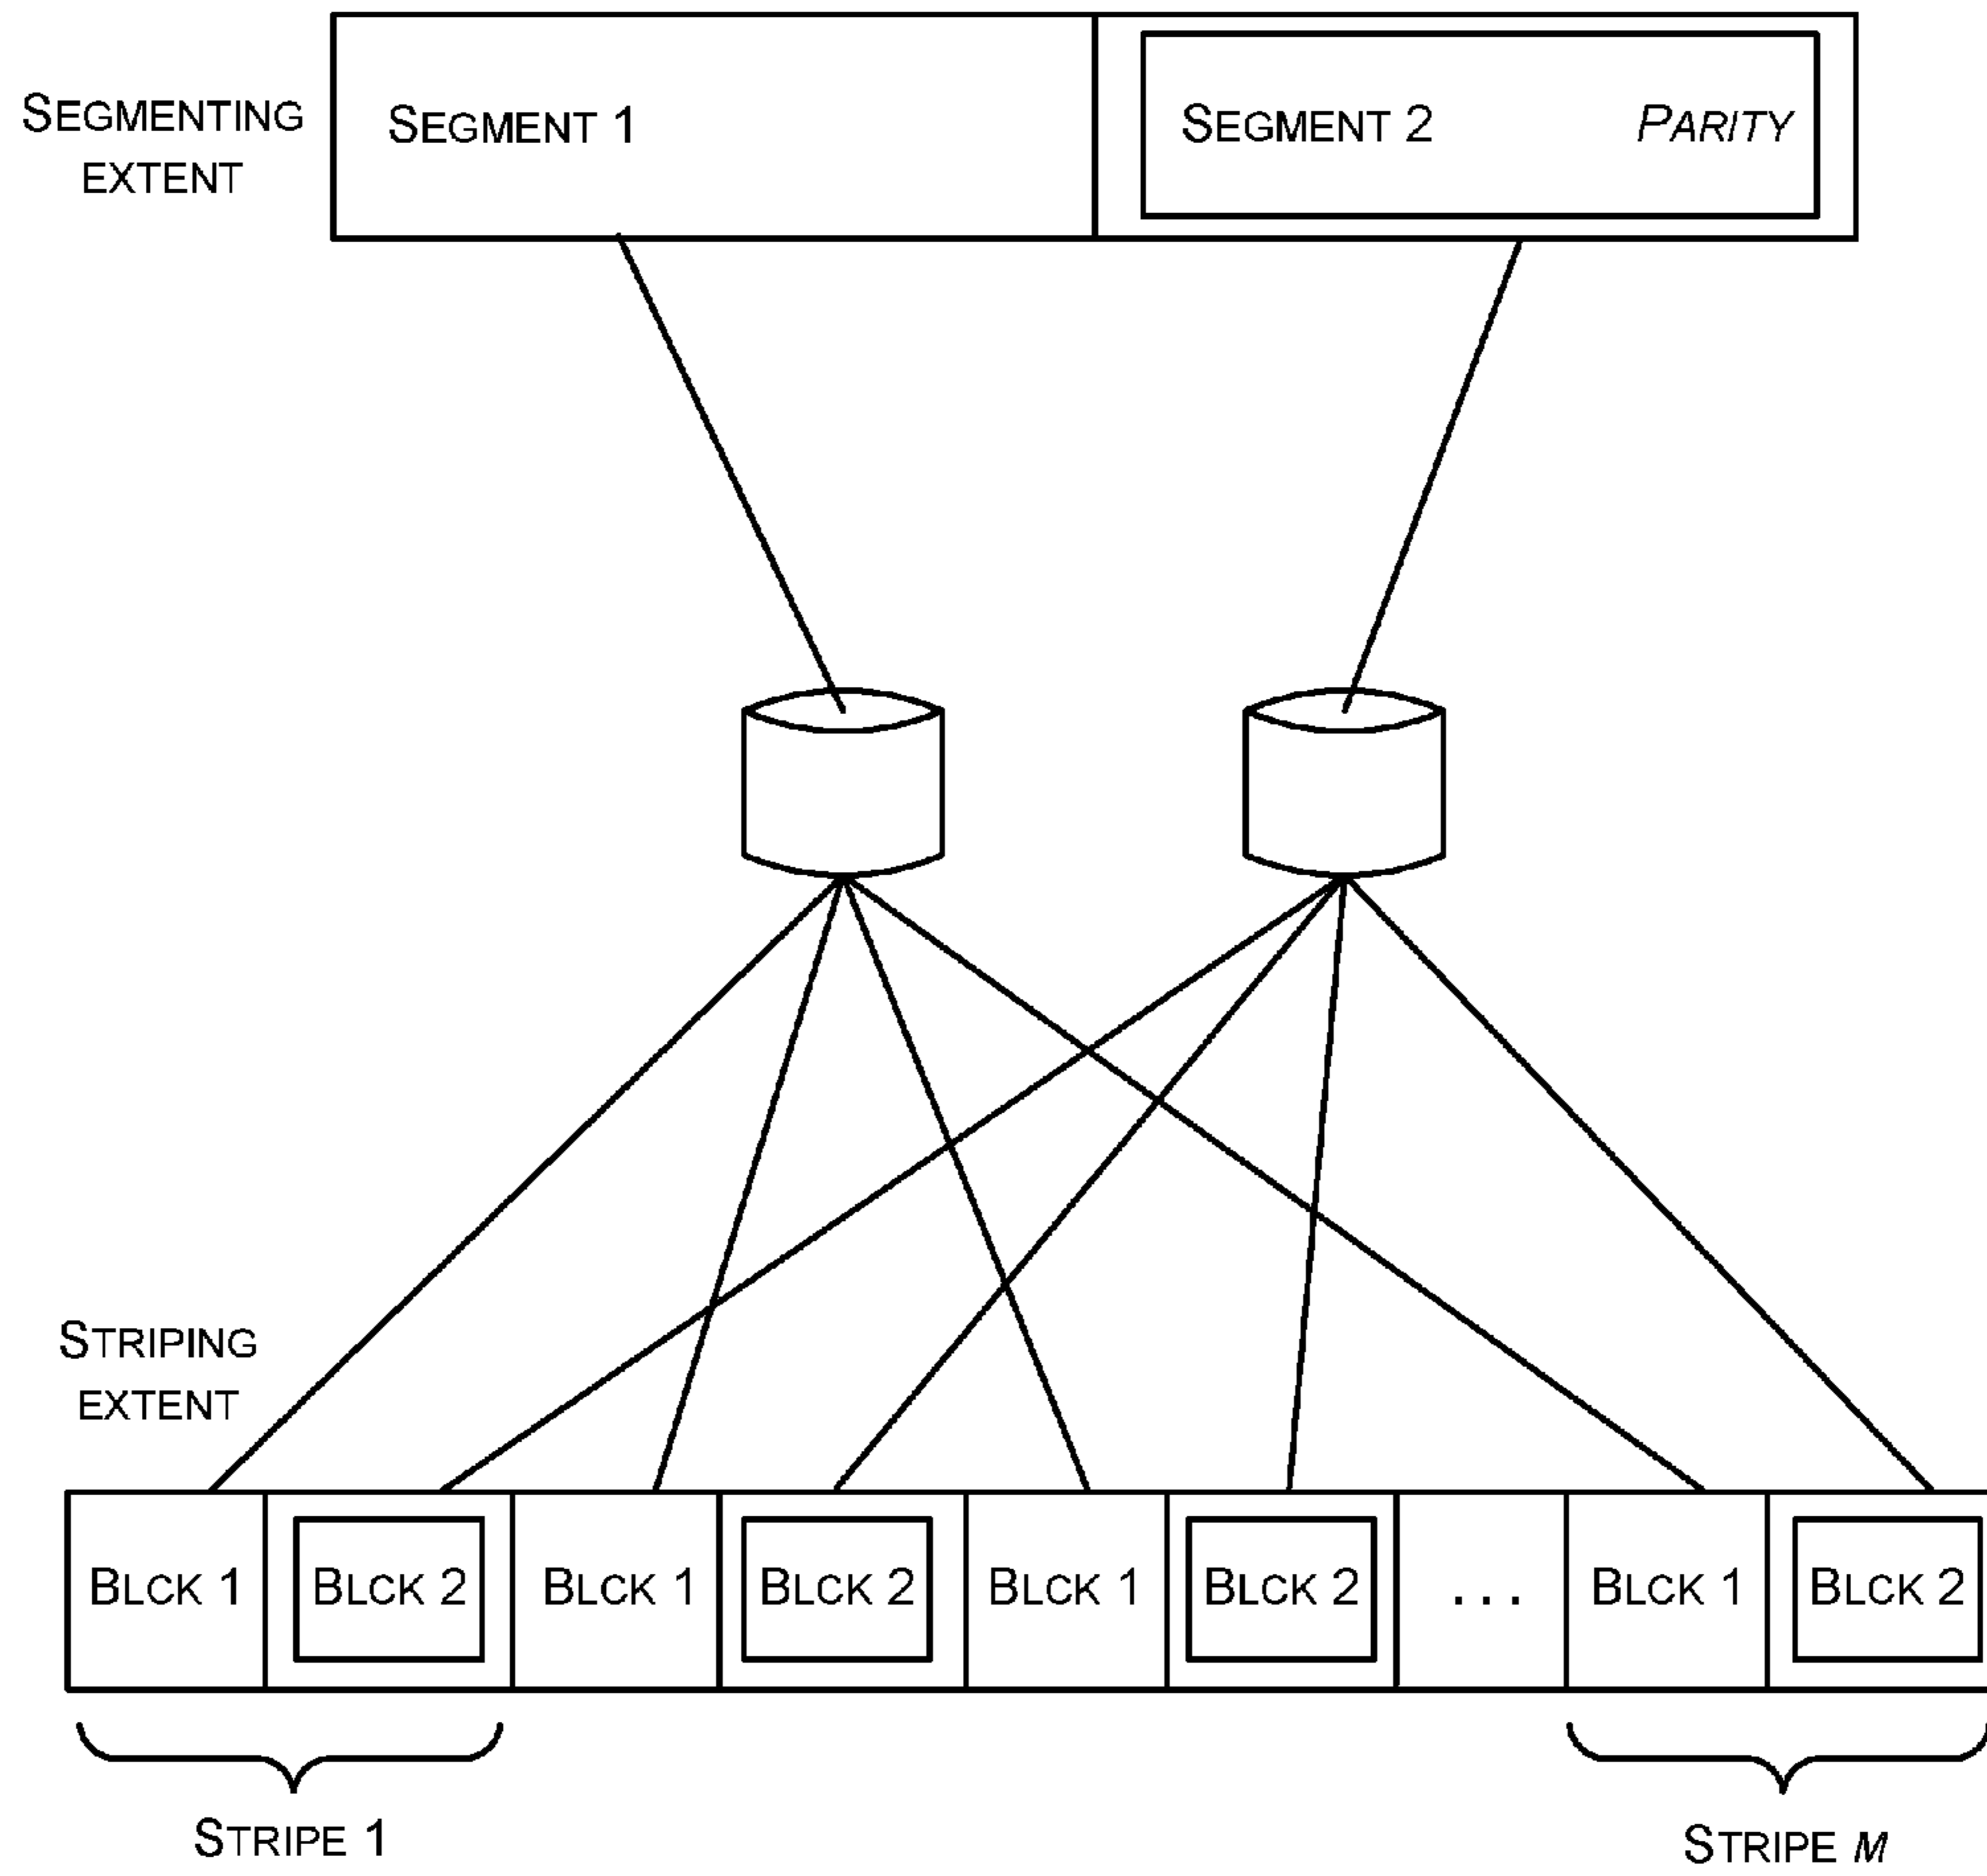 SEGMENTING
EXTENT
SEGMENT 1
SEGMENT 2 PARITY
STRIPING
EXTENT
BLCK 1 BLCK 2 BLCK 1 BLCK 2 BLCK 1 BLCK 2 ... BLCK 1 BLCK 2
STRIPE 1
STRIPE M